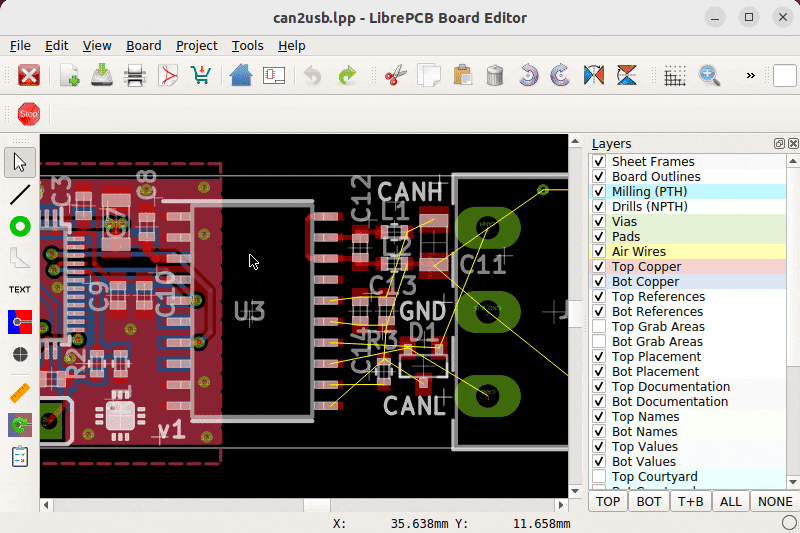 can2usb.lpp - LibrePCB Board Editor
File Edit View Board Project Tools Help
»
Stop
TEXT
C3
C7
C8
C9
C10
R2
v1
U3
C12
CANH
L1
L2
C11
C13
GND
D1
C14
CANL
Layers
Sheet Frames
Board Outlines
Milling (PTH)
Drills (NPTH)
Vias
Pads
Air Wires
Top Copper
Bot Copper
Top References
Bot References
Top Grab Areas
Bot Grab Areas
Top Placement
Bot Placement
Top Documentation
Bot Documentation
Top Names
Bot Names
Top Values
Bot Values
Top Courtyard
TOP BOT T+B ALL NONE
X: 35.638mm Y: 11.658mm